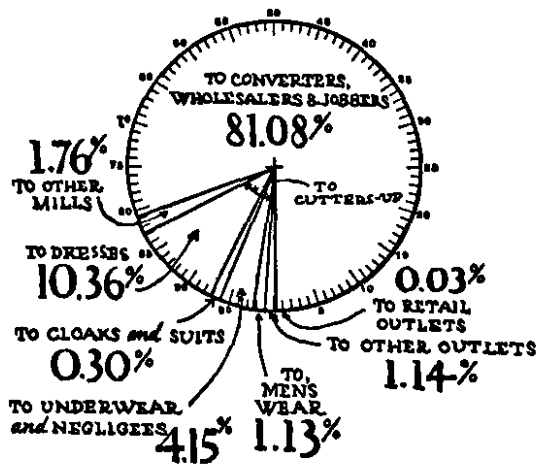 TO CONVERTERS,
WHOLESALERS & JOBBERS
81.08%
1.76%
TO OTHER
MILLS
TO
CUTTERS-UP
TO DRESSES
10.36%
0.03%
TO RETAIL
OUTLETS
TO CLOAKS and SUITS
0.30%
TO OTHER OUTLETS
1.14%
TO UNDERWEAR
and NEGLIGEES
4.15%
TO
MEN'S
WEAR
1.13%